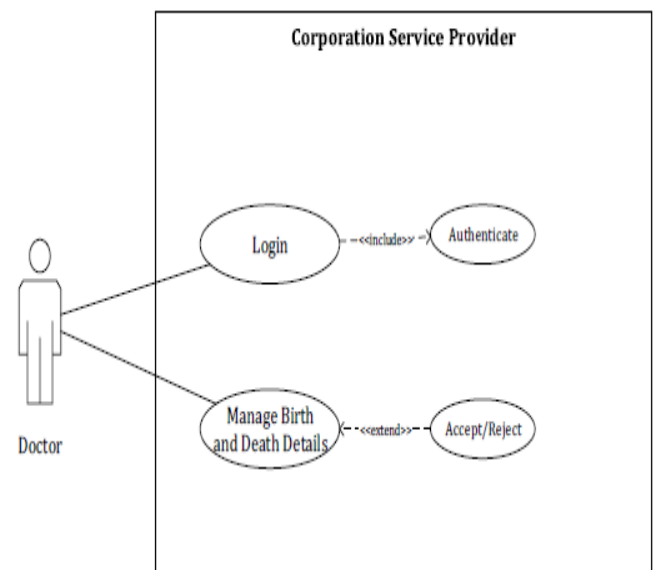 Corporation Service Provider
Login
<<include>>
Authenticate
Doctor
Manage Birth
and Death Details
<<extend>>
Accept/Reject